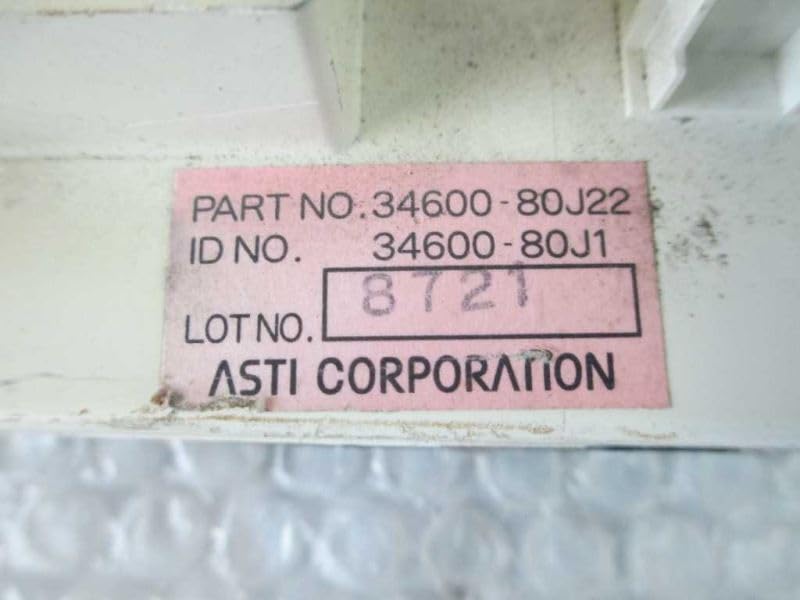 PART NO. 34600-80J22
ID NO. 34600-80J1
LOT NO. 8721
ASTI CORPORATION